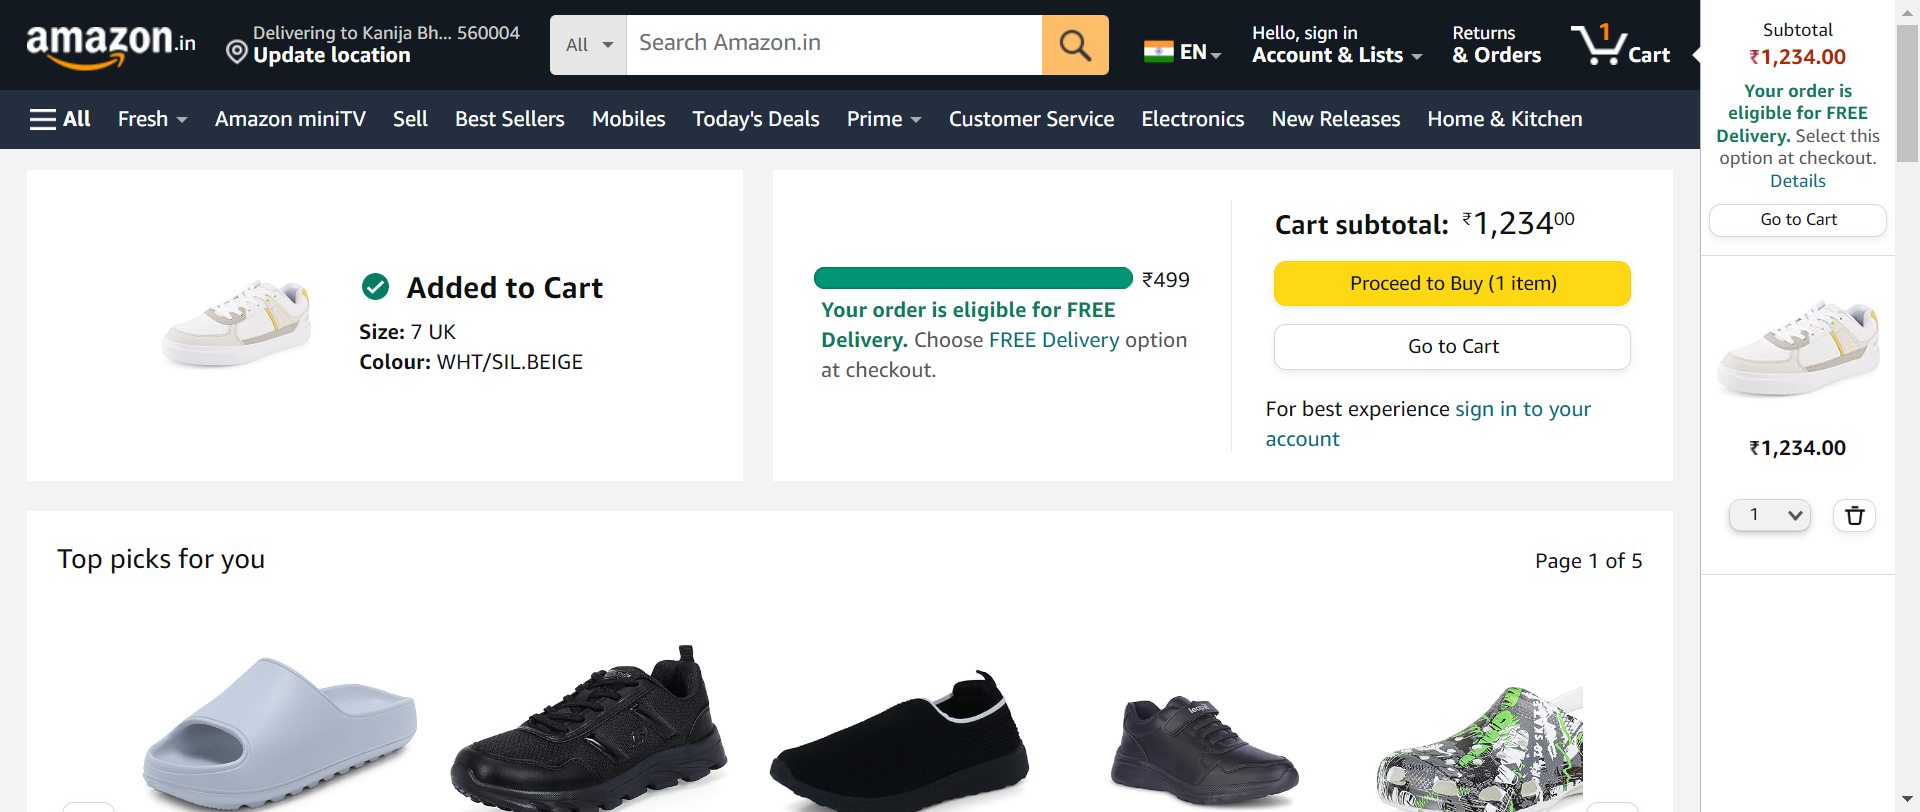 amazon.in
Delivering to Kanija Bh... 560004
Update location
All
Search Amazon.in
EN
Hello, sign in
Account & Lists
Returns
& Orders
1
Cart
All
Fresh
Amazon miniTV
Sell
Best Sellers
Mobiles
Today's Deals
Prime
Customer Service
Electronics
New Releases
Home & Kitchen
Added to Cart
Size: 7 UK
Colour: WHT/SIL.BEIGE
₹499
Your order is eligible for FREE
Delivery. Choose FREE Delivery option
at checkout.
Cart subtotal: ₹1,23400
Proceed to Buy (1 item)
Go to Cart
For best experience sign in to your
account
Top picks for you
Page 1 of 5
Subtotal
₹1,234.00
Your order is
eligible for FREE
Delivery. Select this
option at checkout.
Details
Go to Cart
₹1,234.00
1